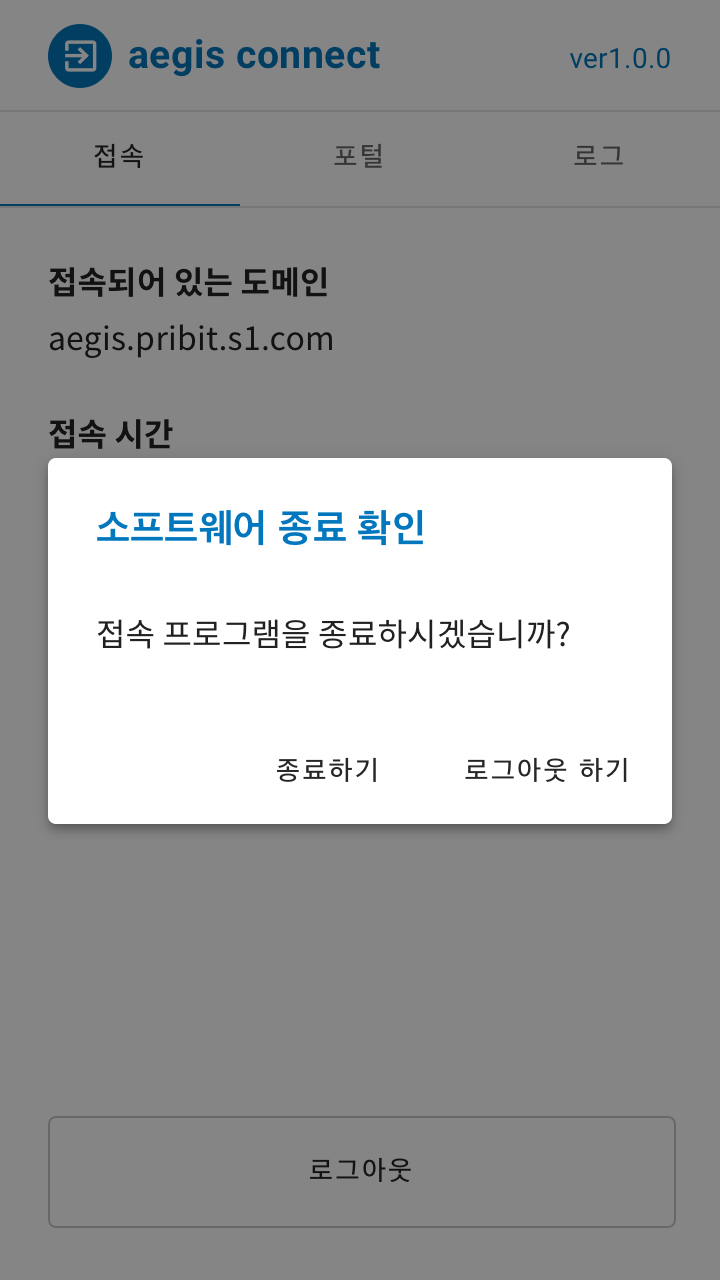 aegis connect
ver1.0.0
접속
포털
로그
접속되어 있는 도메인
aegis.pribit.s1.com
접속 시간
소프트웨어 종료 확인
접속 프로그램을 종료하시겠습니까?
종료하기
로그아웃 하기
로그아웃